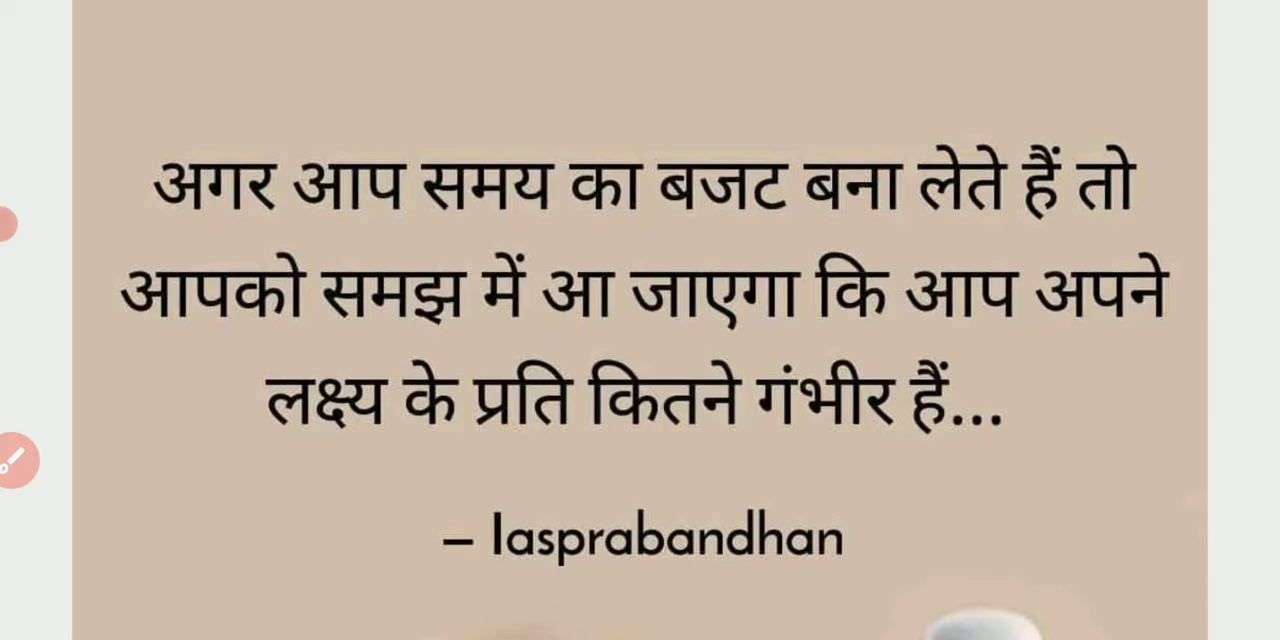 अगर आप समय का बजट बना लेते हैं तो
आपको समझ में आ जाएगा कि आप अपने
लक्ष्य के प्रति कितने गंभीर हैं...
– Iasprabandhan